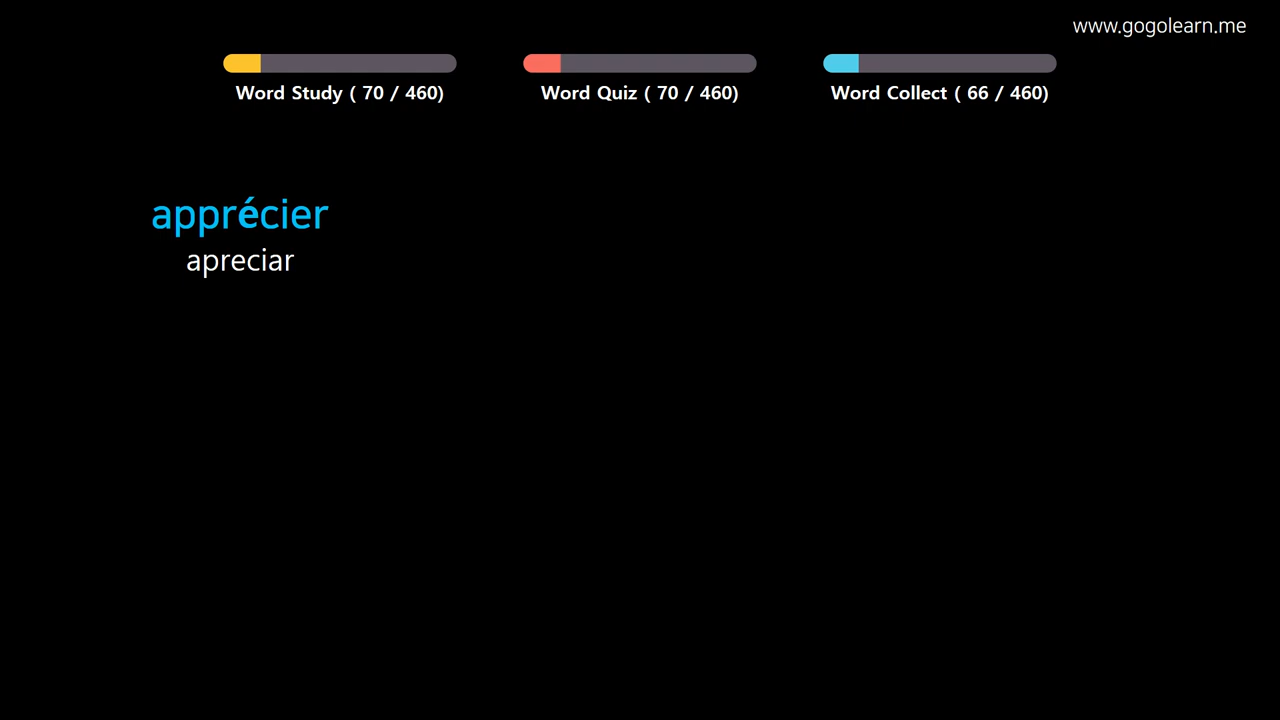 www.gogolearn.me
Word Study ( 70 / 460)
Word Quiz ( 70 / 460)
Word Collect ( 66 / 460)
apprécier
apreciar